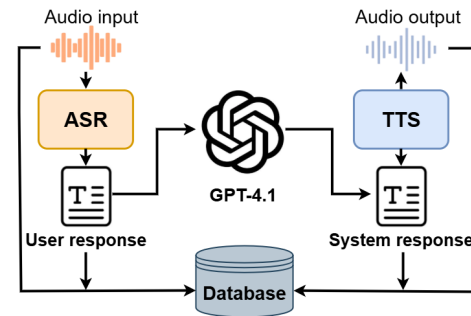 Audio input
Audio output
ASR
TTS
T
T
GPT-4.1
User response
System response
Database